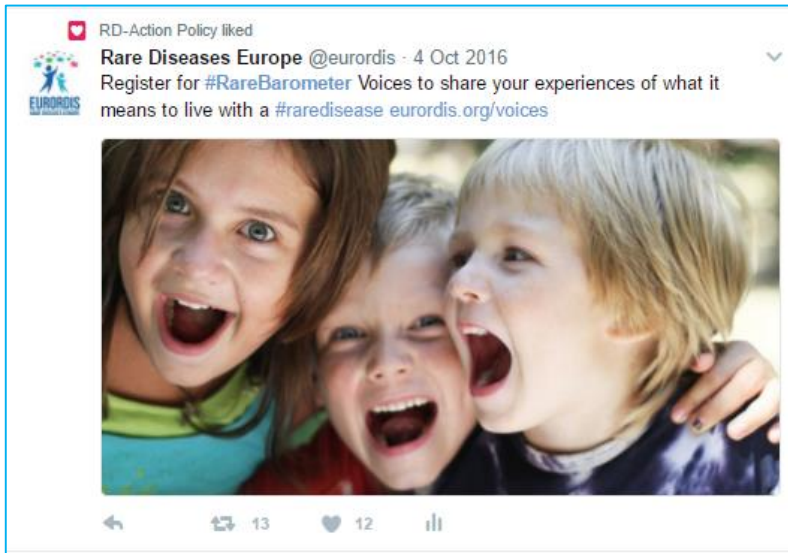 RD-Action Policy liked
Rare Diseases Europe @eurordis · 4 Oct 2016
Register for #RareBarometer Voices to share your experiences of what it
means to live with a #raredisease eurordis.org/voices
EURORDIS
13 12